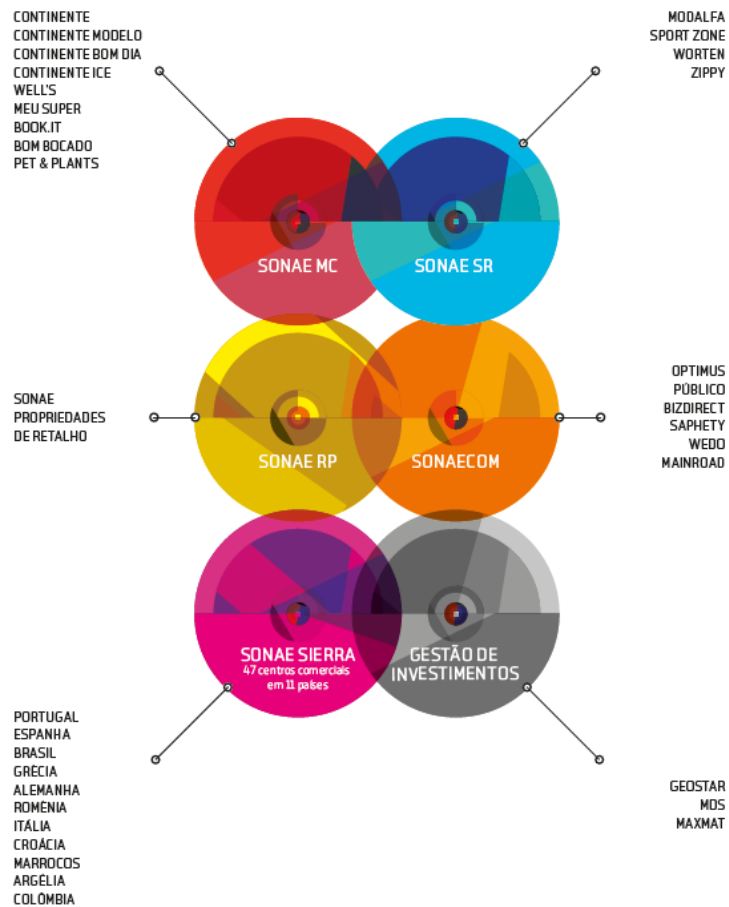 CONTINENTE
CONTINENTE MODELO
CONTINENTE BOM DIA
CONTINENTE ICE
WELL'S
MEU SUPER
BOOK.IT
BOM BOCADO
PET & PLANTS
MODALFA
SPORT ZONE
WORTEN
ZIPPY
SONAE MC
SONAE SR
SONAE
PROPRIEDADES
DE RETALHO
OPTIMUS
PÚBLICO
BIZDIRECT
SAPHETY
WEDO
MAINROAD
SONAE RP
SONAECOM
SONAE SIERRA
47 centros comerciais
em 11 países
GESTÃO DE
INVESTIMENTOS
PORTUGAL
ESPANHA
BRASIL
GRÉCIA
ALEMANHA
ROMÉNIA
ITÁLIA
CROÁCIA
MARROCOS
ARGÉLIA
COLÔMBIA
GEOSTAR
MDS
MAXMAT